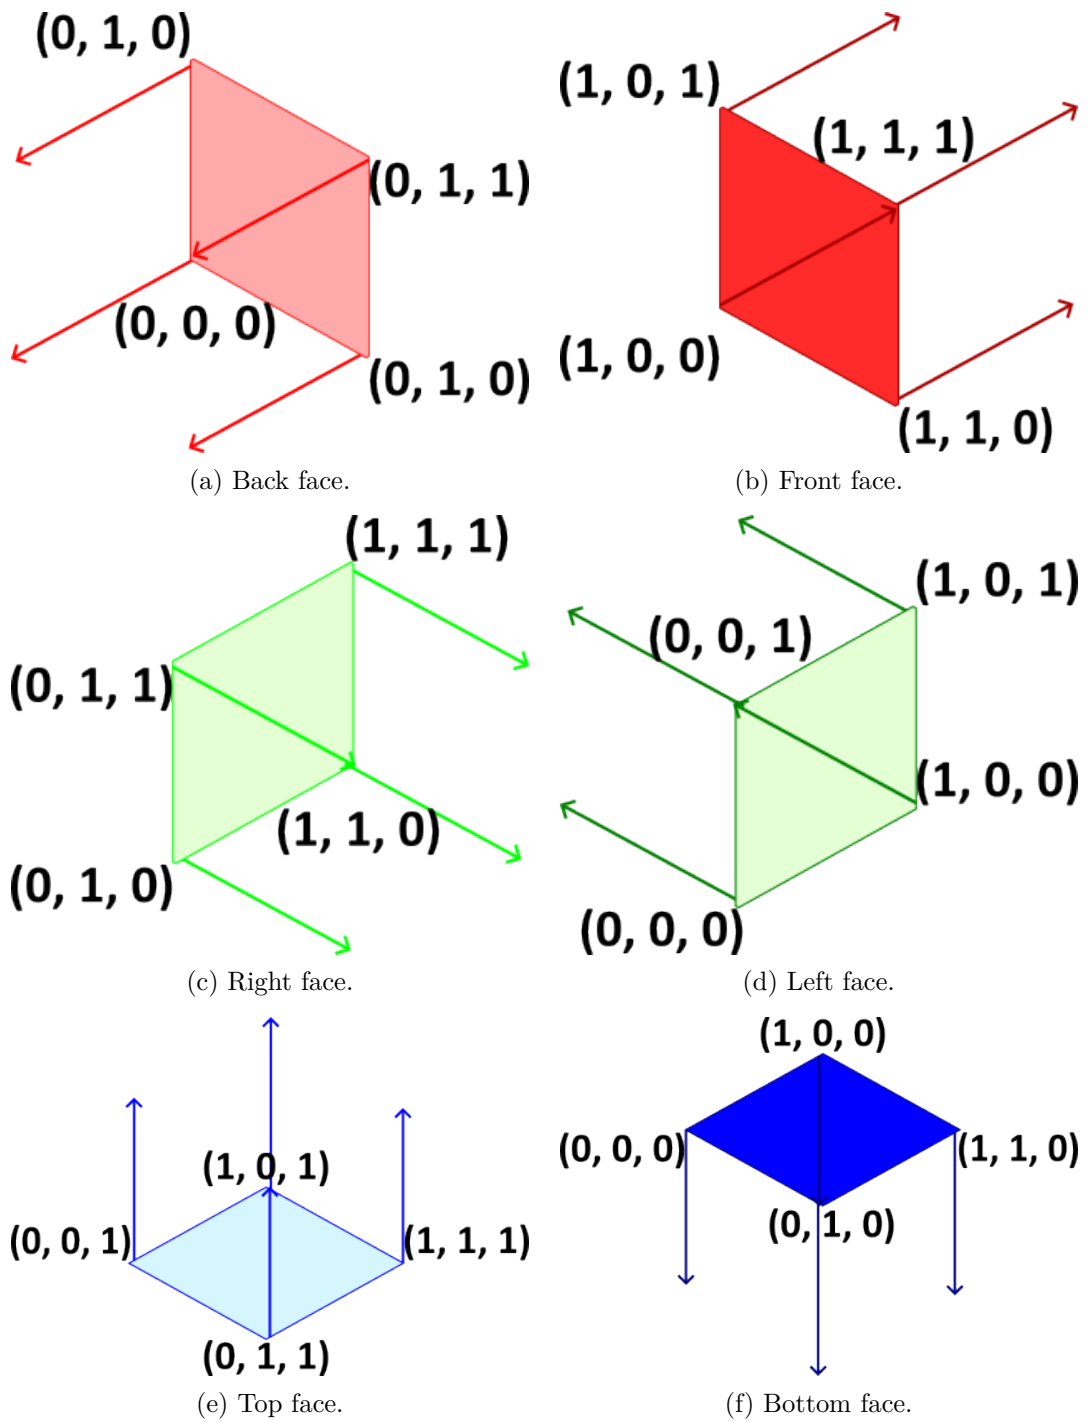 (0, 1, 0)
(0, 1, 1)
(0, 0, 0)
(0, 1, 0)
(a) Back face.
(1, 0, 1)
(1, 1, 1)
(1, 0, 0)
(1, 1, 0)
(b) Front face.
(1, 1, 1)
(0, 1, 1)
(1, 1, 0)
(0, 1, 0)
(c) Right face.
(1, 0, 1)
(0, 0, 1)
(1, 0, 0)
(0, 0, 0)
(d) Left face.
(1, 0, 1)
(0, 0, 1)
(1, 1, 1)
(0, 1, 1)
(e) Top face.
(1, 0, 0)
(0, 0, 0)
(1, 1, 0)
(0, 1, 0)
(f) Bottom face.